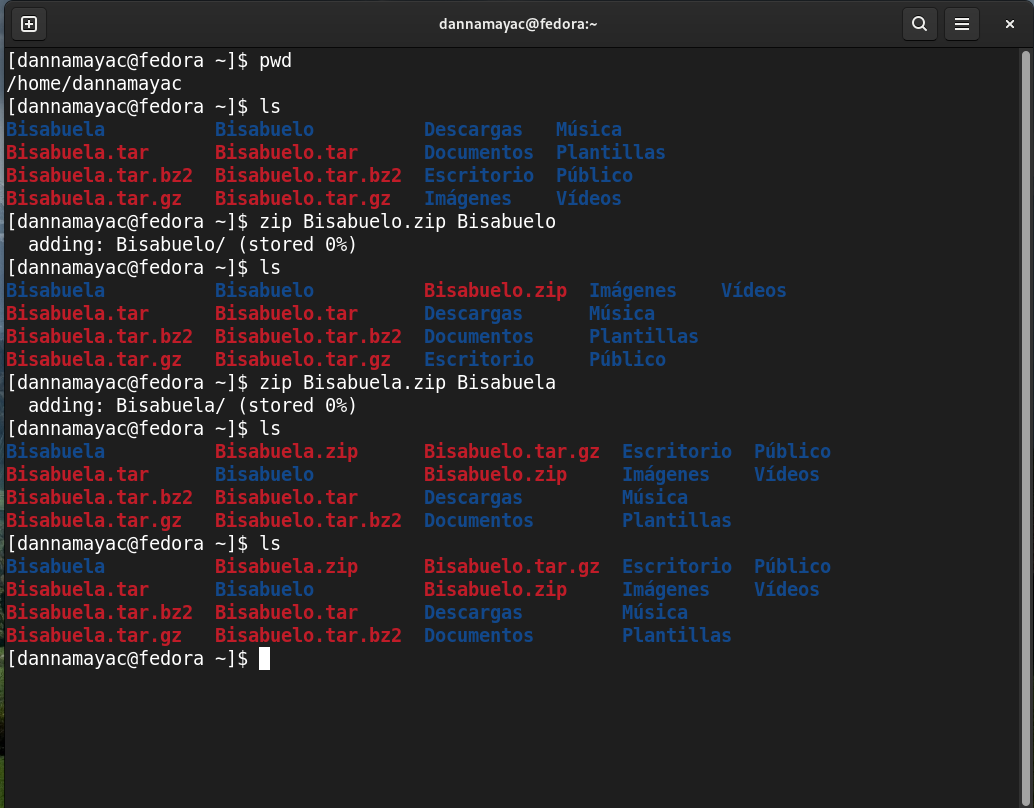 dannamayac@fedora:~
[dannamayac@fedora ~]$ pwd
/home/dannamayac
[dannamayac@fedora ~]$ ls
Bisabuela          Bisabuelo          Descargas   Música
Bisabuela.tar      Bisabuelo.tar      Documentos  Plantillas
Bisabuela.tar.bz2  Bisabuelo.tar.bz2  Escritorio  Público
Bisabuela.tar.gz   Bisabuelo.tar.gz   Imágenes    Vídeos
[dannamayac@fedora ~]$ zip Bisabuelo.zip Bisabuelo
  adding: Bisabuelo/ (stored 0%)
[dannamayac@fedora ~]$ ls
Bisabuela          Bisabuelo          Bisabuelo.zip  Imágenes    Vídeos
Bisabuela.tar      Bisabuelo.tar      Descargas      Música
Bisabuela.tar.bz2  Bisabuelo.tar.bz2  Documentos     Plantillas
Bisabuela.tar.gz   Bisabuelo.tar.gz   Escritorio     Público
[dannamayac@fedora ~]$ zip Bisabuela.zip Bisabuela
  adding: Bisabuela/ (stored 0%)
[dannamayac@fedora ~]$ ls
Bisabuela          Bisabuela.zip      Bisabuelo.tar.gz  Escritorio  Público
Bisabuela.tar      Bisabuelo          Bisabuelo.zip     Imágenes    Vídeos
Bisabuela.tar.bz2  Bisabuelo.tar      Descargas         Música
Bisabuela.tar.gz   Bisabuelo.tar.bz2  Documentos        Plantillas
[dannamayac@fedora ~]$ ls
Bisabuela          Bisabuela.zip      Bisabuelo.tar.gz  Escritorio  Público
Bisabuela.tar      Bisabuelo          Bisabuelo.zip     Imágenes    Vídeos
Bisabuela.tar.bz2  Bisabuelo.tar      Descargas         Música
Bisabuela.tar.gz   Bisabuelo.tar.bz2  Documentos        Plantillas
[dannamayac@fedora ~]$